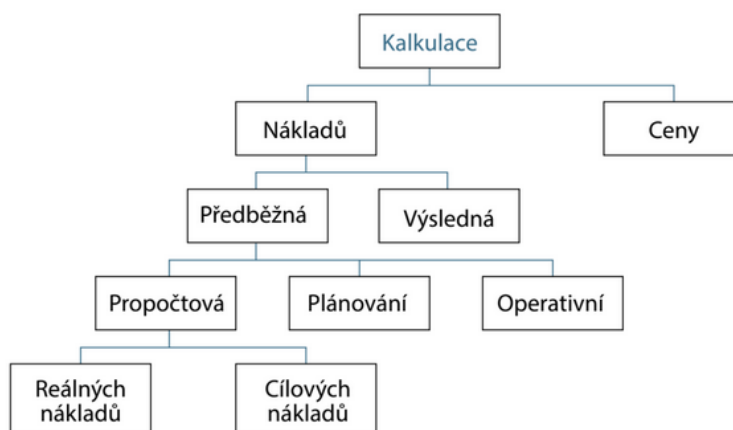 Kalkulace
Nákladů
Ceny
Předběžná
Výsledná
Propočtová
Plánování
Operativní
Reálných
nákladů
Cílových
nákladů